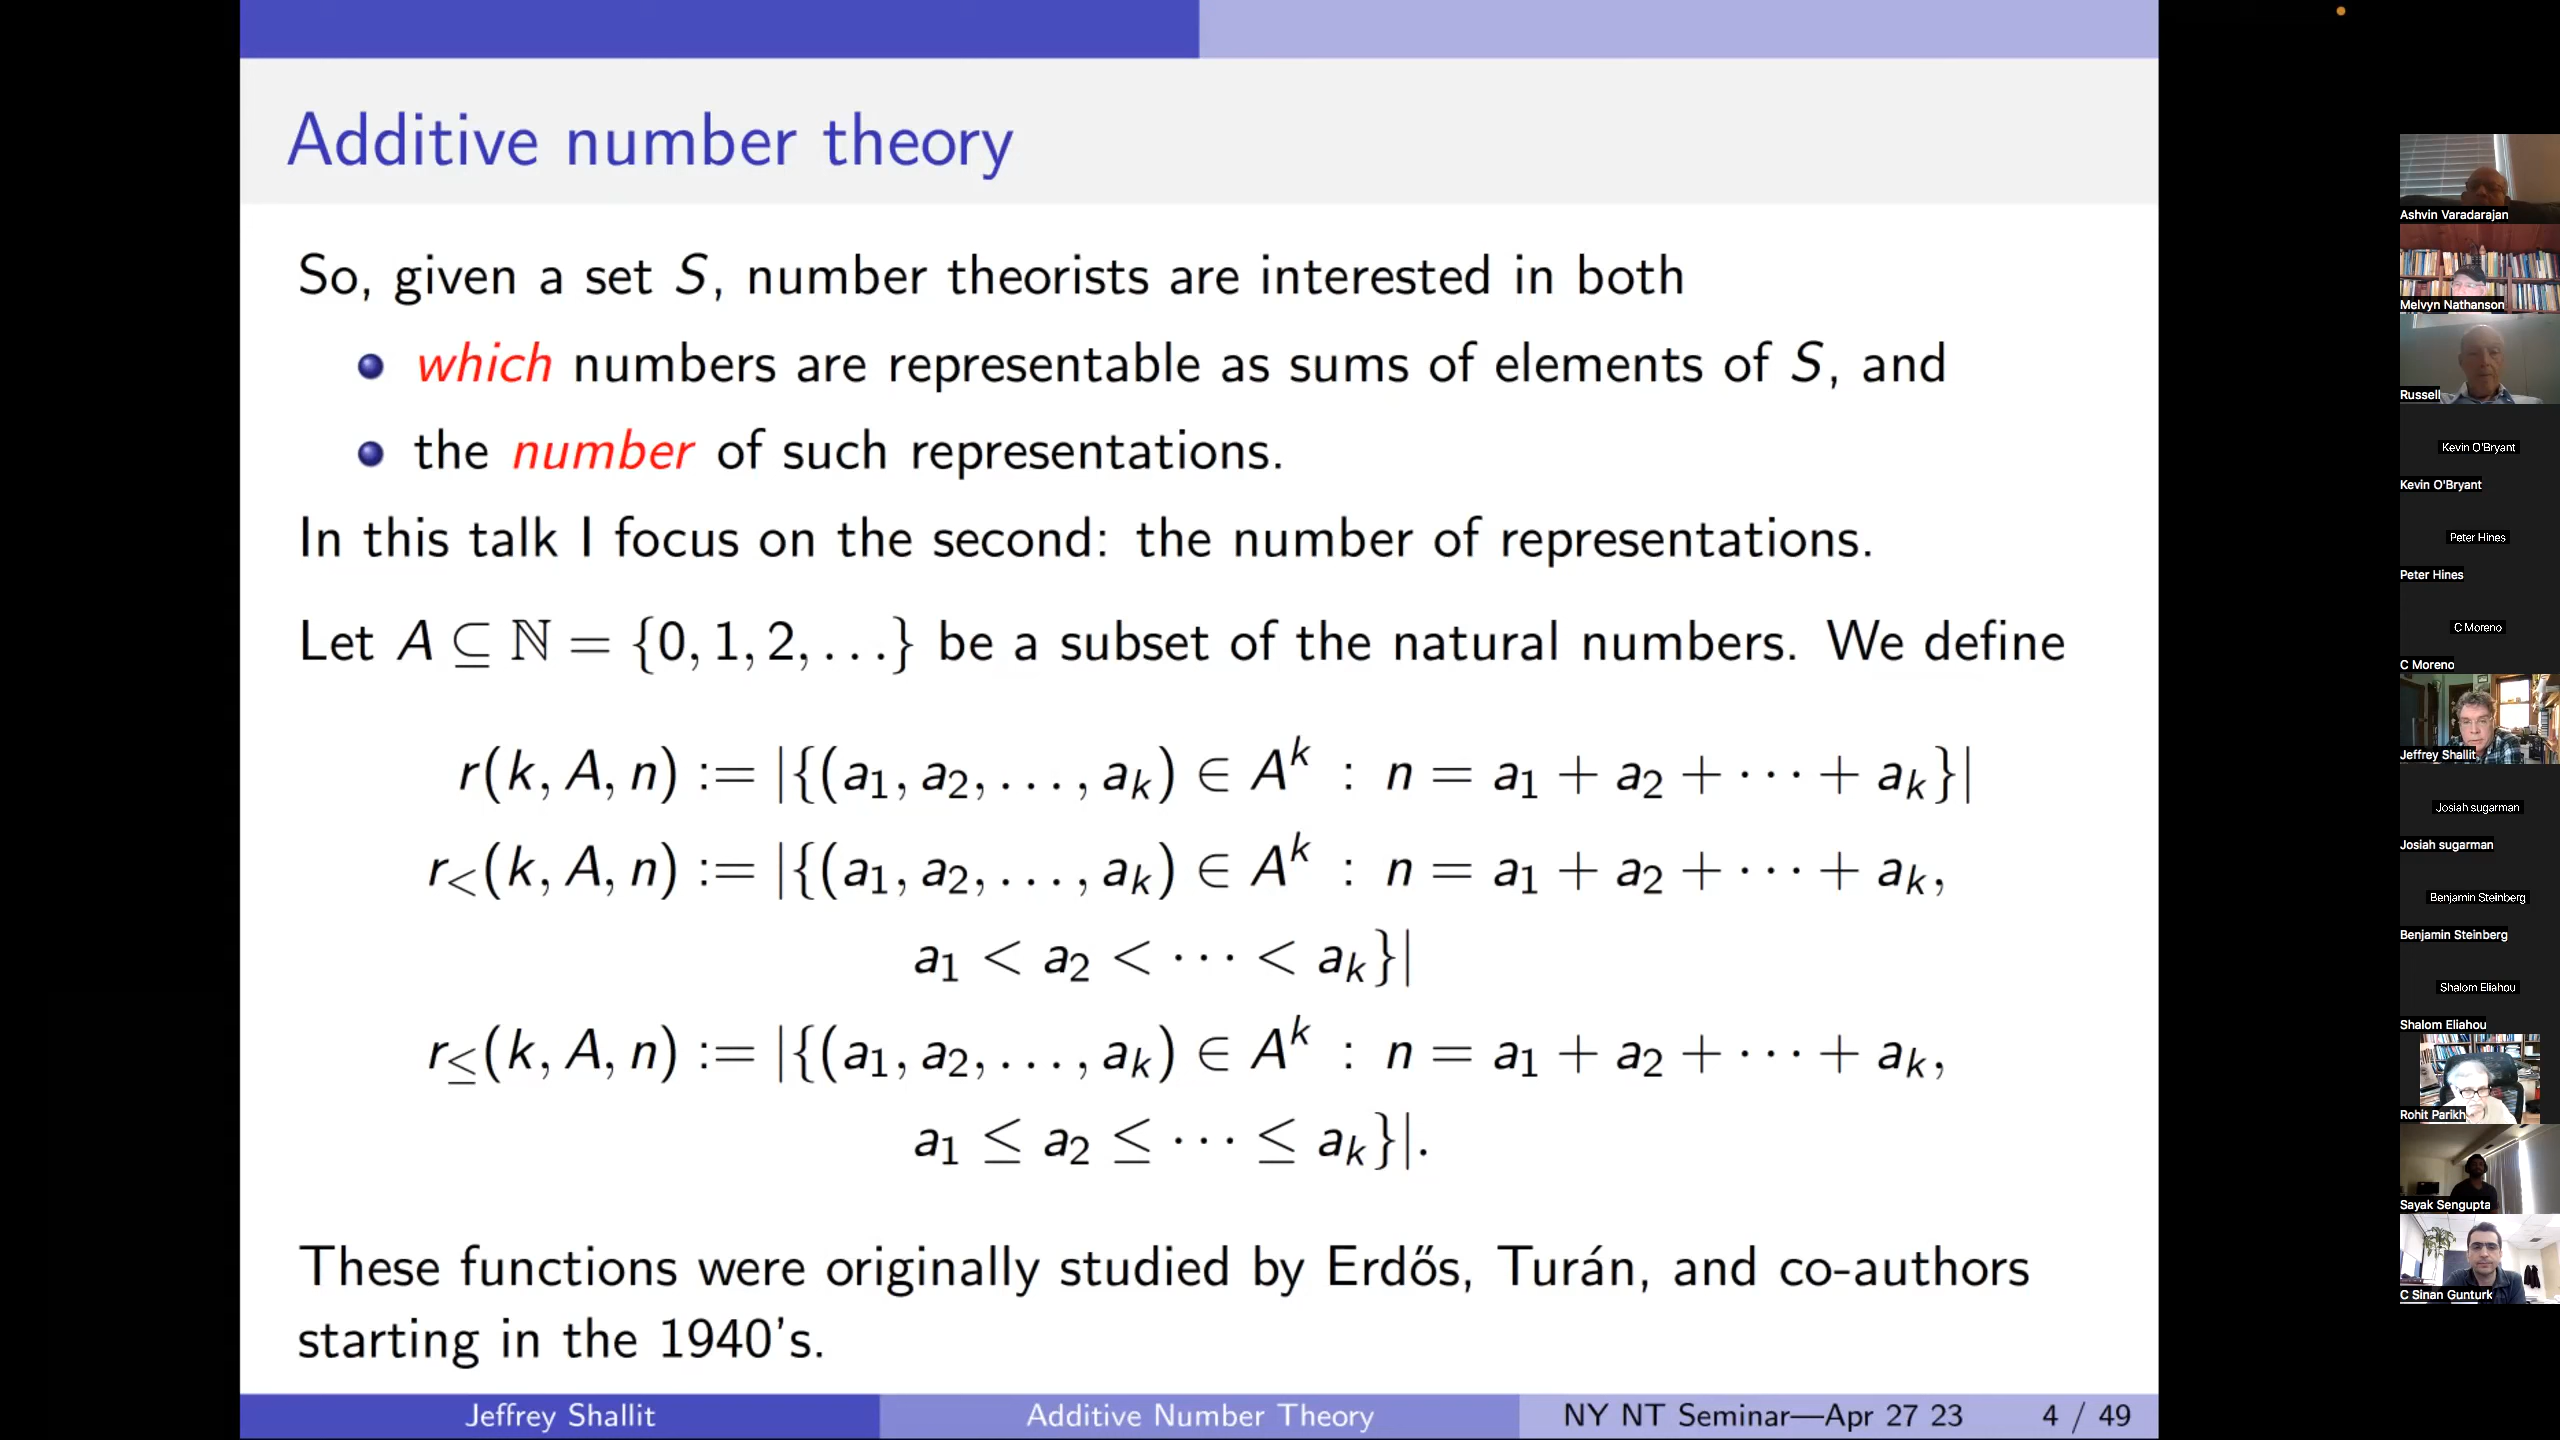 Additive number theory
So, given a set S, number theorists are interested in both
which numbers are representable as sums of elements of S, and
the number of such representations.
In this talk I focus on the second: the number of representations.
Let A ⊆ ℕ = {0, 1, 2, . . .} be a subset of the natural numbers. We define
r(k, A, n) := |{(a₁, a₂, . . . , aₖ) ∈ Aᵏ : n = a₁ + a₂ + · · · + aₖ}|
r<(k, A, n) := |{(a₁, a₂, . . . , aₖ) ∈ Aᵏ : n = a₁ + a₂ + · · · + aₖ,
a₁ < a₂ < · · · < aₖ}|
r≤(k, A, n) := |{(a₁, a₂, . . . , aₖ) ∈ Aᵏ : n = a₁ + a₂ + · · · + aₖ,
a₁ ≤ a₂ ≤ · · · ≤ aₖ}|.
These functions were originally studied by Erdős, Turán, and co-authors
starting in the 1940's.
Jeffrey Shallit
Additive Number Theory
NY NT Seminar—Apr 27 23
4 / 49
Ashvin Varadarajan
Melvyn Nathanson
Russell
Kevin O'Bryant
Kevin O'Bryant
Peter Hines
Peter Hines
C Moreno
C Moreno
Jeffrey Shallit
Josiah sugarman
Josiah sugarman
Benjamin Steinberg
Benjamin Steinberg
Shalom Eliahou
Shalom Eliahou
Rohit Parikh
Sayak Sengupta
C Sinan Gunturk